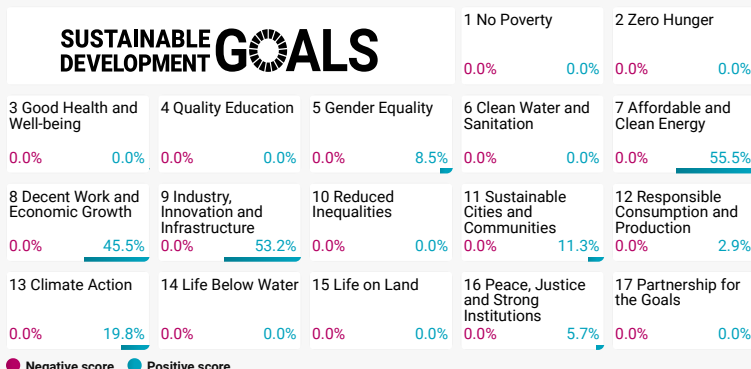 SUSTAINABLE
DEVELOPMENT
GOALS
1 No Poverty
0.0% 0.0%
2 Zero Hunger
0.0% 0.0%
3 Good Health and
Well-being
0.0% 0.0%
4 Quality Education
0.0% 0.0%
5 Gender Equality
0.0% 8.5%
6 Clean Water and
Sanitation
0.0% 0.0%
7 Affordable and
Clean Energy
0.0% 55.5%
8 Decent Work and
Economic Growth
0.0% 45.5%
9 Industry,
Innovation and
Infrastructure
0.0% 53.2%
10 Reduced
Inequalities
0.0% 0.0%
11 Sustainable
Cities and
Communities
0.0% 11.3%
12 Responsible
Consumption and
Production
0.0% 2.9%
13 Climate Action
0.0% 19.8%
14 Life Below Water
0.0% 0.0%
15 Life on Land
0.0% 0.0%
16 Peace, Justice
and Strong
Institutions
0.0% 5.7%
17 Partnership for
the Goals
0.0% 0.0%
Negative score Positive score